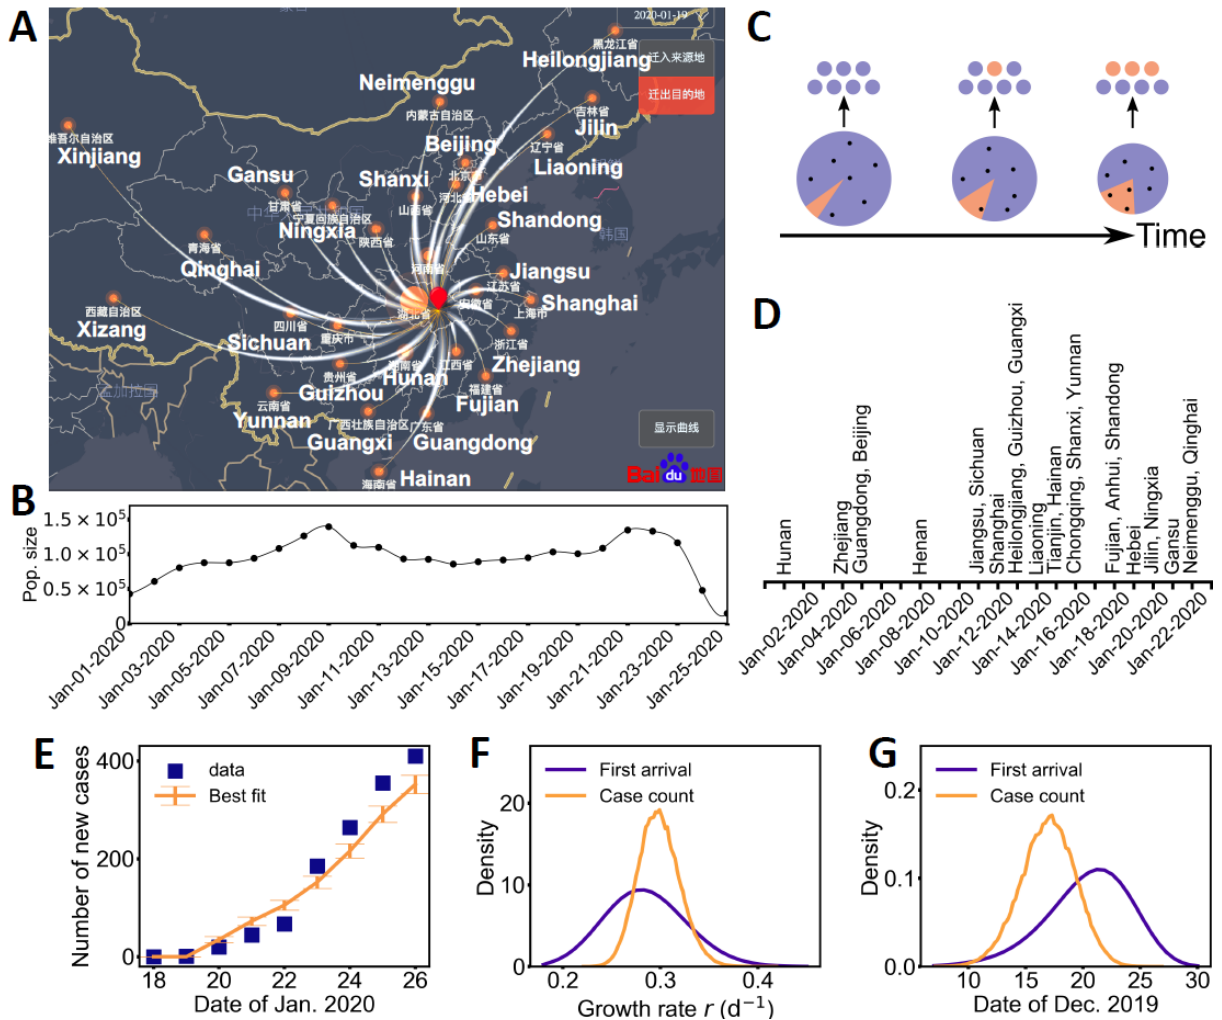 A
2020-01-19
黑龙江省
Heilongjiang
迁入来源地
迁出目的地
Neimenggu
内蒙古自治区
吉林省
Jilin
维吾尔自治区
Xinjiang
Beijing
北京
辽宁省
Liaoning
Gansu
甘肃省
Shanxi
山西省
河北省
Hebei
宁夏回族自治区
Ningxia
陕西省
Shandong
山东省
韩国
青海省
Qinghai
河南省
Jiangsu
江苏省
西藏自治区
Xizang
湖北省
安徽省
Shanghai
上海市
四川省
Sichuan
重庆市
浙江省
Zhejiang
湖南省
Hunan
江西省
贵州省
Guizhou
福建省
Fujian
云南省
Yunnan
孟加拉国
广西壮族自治区
Guangxi
广东省
Guangdong
海南省
Hainan
显示曲线
Bai du 地图
B
Pop. size
1.5 × 10⁵
1.0 × 10⁵
0.5 × 10⁵
0
Jan-01-2020
Jan-03-2020
Jan-05-2020
Jan-07-2020
Jan-09-2020
Jan-11-2020
Jan-13-2020
Jan-15-2020
Jan-17-2020
Jan-19-2020
Jan-21-2020
Jan-23-2020
Jan-25-2020
C
Time
D
Hunan
Zhejiang
Guangdong, Beijing
Henan
Jiangsu, Sichuan
Shanghai
Heilongjiang, Guizhou, Guangxi
Liaoning
Tianjin, Hainan
Chongqing, Shanxi, Yunnan
Fujian, Anhui, Shandong
Hebei
Jilin, Ningxia
Gansu
Neimenggu, Qinghai
Jan-02-2020
Jan-04-2020
Jan-06-2020
Jan-08-2020
Jan-10-2020
Jan-12-2020
Jan-14-2020
Jan-16-2020
Jan-18-2020
Jan-20-2020
Jan-22-2020
E
Number of new cases
400
200
0
data
Best fit
18 20 22 24 26
Date of Jan. 2020
F
Density
20
10
0
First arrival
Case count
0.2 0.3 0.4
Growth rate r (d⁻¹)
G
Density
0.2
0.1
0.0
First arrival
Case count
10 15 20 25 30
Date of Dec. 2019